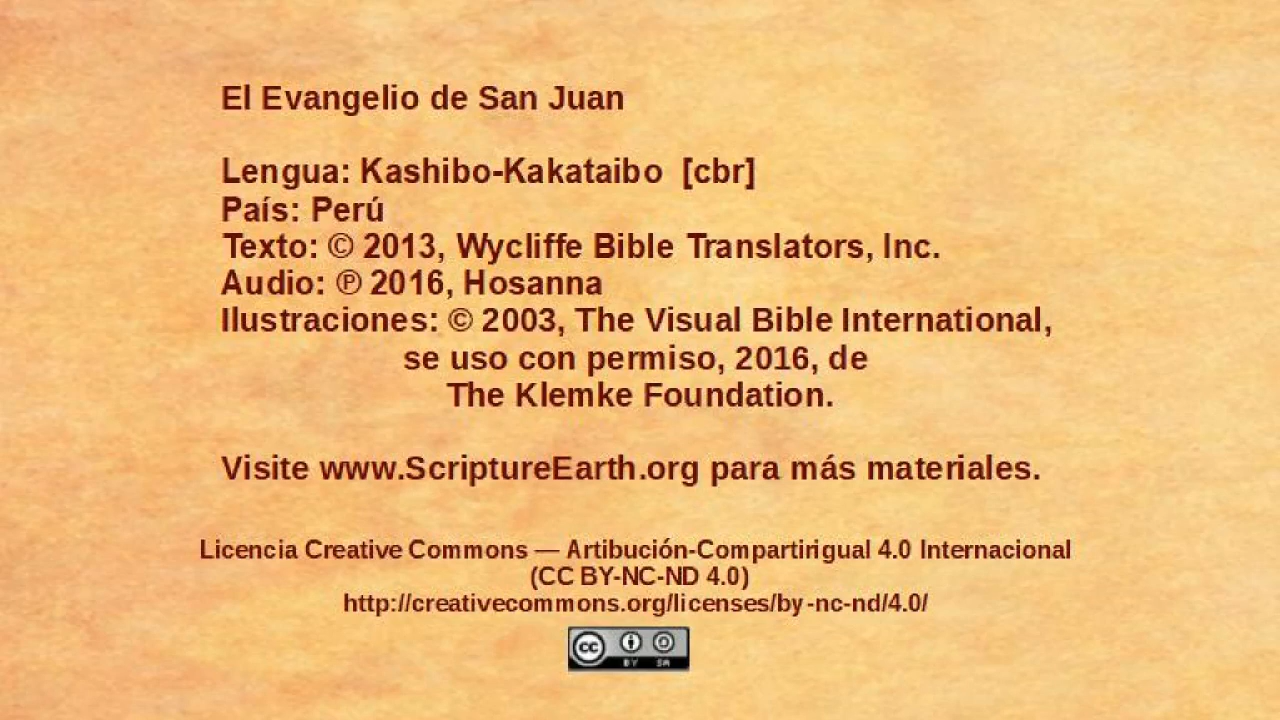 El Evangelio de San Juan
Lengua: Kashibo-Kakataibo [cbr]
País: Perú
Texto: © 2013, Wycliffe Bible Translators, Inc.
Audio: ℗ 2016, Hosanna
Ilustraciones: © 2003, The Visual Bible International,
se uso con permiso, 2016, de
The Klemke Foundation.
Visite www.ScriptureEarth.org para más materiales.
Licencia Creative Commons — Artibución-Compartirigual 4.0 Internacional
(CC BY-NC-ND 4.0)
http://creativecommons.org/licenses/by-nc-nd/4.0/
cc BY SA